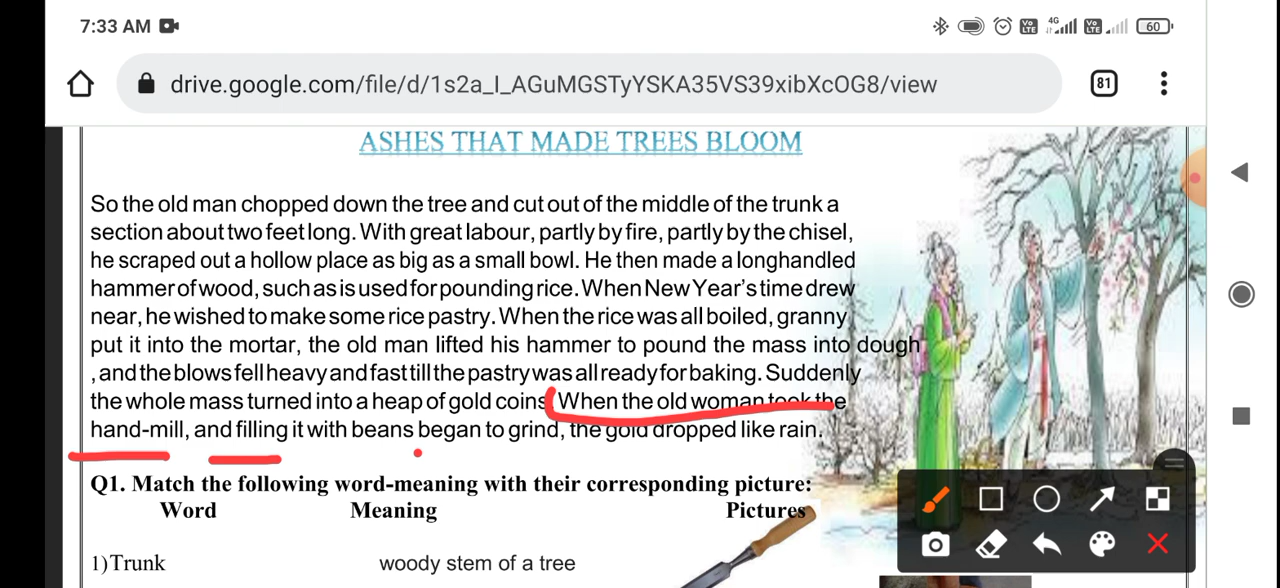 7:33 AM
4G
Vo LTE
Vo LTE
60
drive.google.com/file/d/1s2a_I_AGuMGSTyYSKA35VS39xibXcOG8/view
81
ASHES THAT MADE TREES BLOOM
So the old man chopped down the tree and cut out of the middle of the trunk a
section about two feet long. With great labour, partly by fire, partly by the chisel,
he scraped out a hollow place as big as a small bowl. He then made a longhandled
hammer of wood, such as is used for pounding rice. When New Year's time drew
near, he wished to make some rice pastry. When the rice was all boiled, granny
put it into the mortar, the old man lifted his hammer to pound the mass into dough
, and the blows fell heavy and fast till the pastry was all ready for baking. Suddenly
the whole mass turned into a heap of gold coins. When the old woman took the
hand-mill, and filling it with beans began to grind, the gold dropped like rain.
Q1. Match the following word-meaning with their corresponding picture:
Word Meaning Pictures
1)Trunk woody stem of a tree